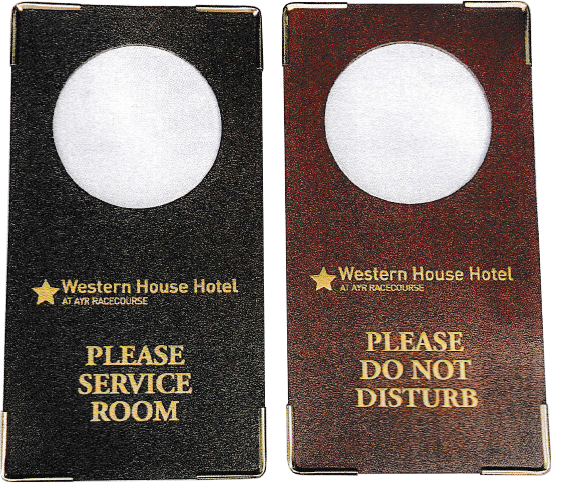 Western House Hotel
AT AYR RACECOURSE
PLEASE
SERVICE
ROOM
Western House Hotel
AT AYR RACECOURSE
PLEASE
DO NOT
DISTURB